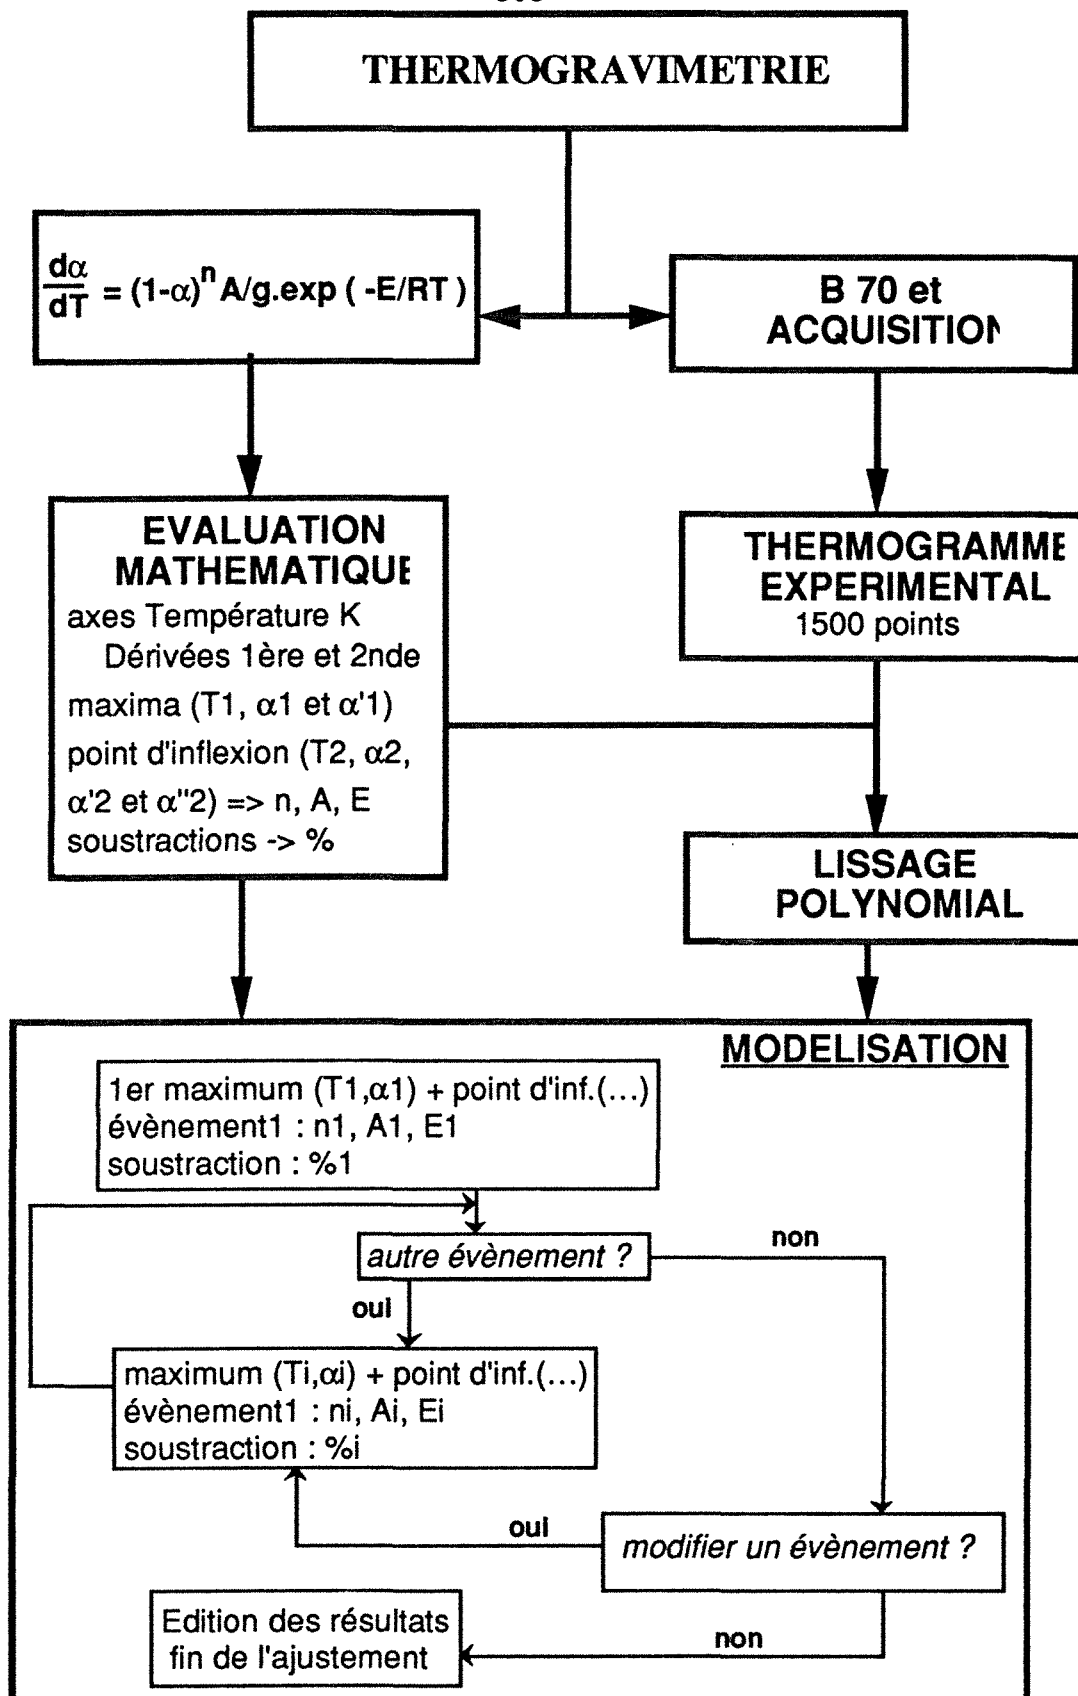 THERMOGRAVIMETRIE
dα/dT = (1-α)^n A/g.exp ( -E/RT )
B 70 et
ACQUISITION
EVALUATION
MATHEMATIQUE
axes Température K
Dérivées 1ère et 2nde
maxima (T1, α1 et α'1)
point d'inflexion (T2, α2,
α'2 et α"2) => n, A, E
soustractions -> %
THERMOGRAMME
EXPERIMENTAL
1500 points
LISSAGE
POLYNOMIAL
MODELISATION
1er maximum (T1,α1) + point d'inf.(...)
évènement1 : n1, A1, E1
soustraction : %1
autre évènement ?
non
oui
maximum (Ti,αi) + point d'inf.(...)
évènement1 : ni, Ai, Ei
soustraction : %i
oui
modifier un évènement ?
Edition des résultats
fin de l'ajustement
non